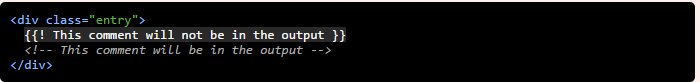 <div class="entry">
  {{! This comment will not be in the output }}
  <!-- This comment will be in the output -->
</div>